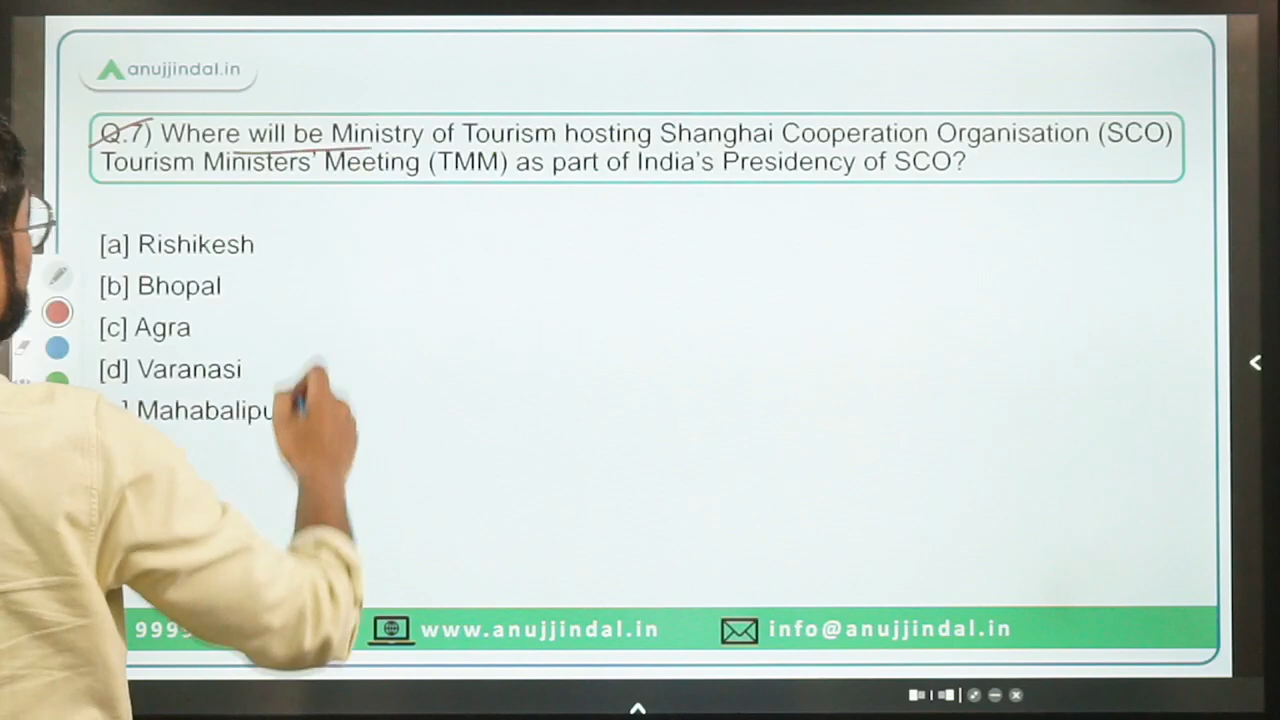 anujjindal.in
Q.7) Where will be Ministry of Tourism hosting Shanghai Cooperation Organisation (SCO)
Tourism Ministers' Meeting (TMM) as part of India's Presidency of SCO?
[a] Rishikesh
[b] Bhopal
[c] Agra
[d] Varanasi
] Mahabalipu
www.anujjindal.in
info@anujjindal.in